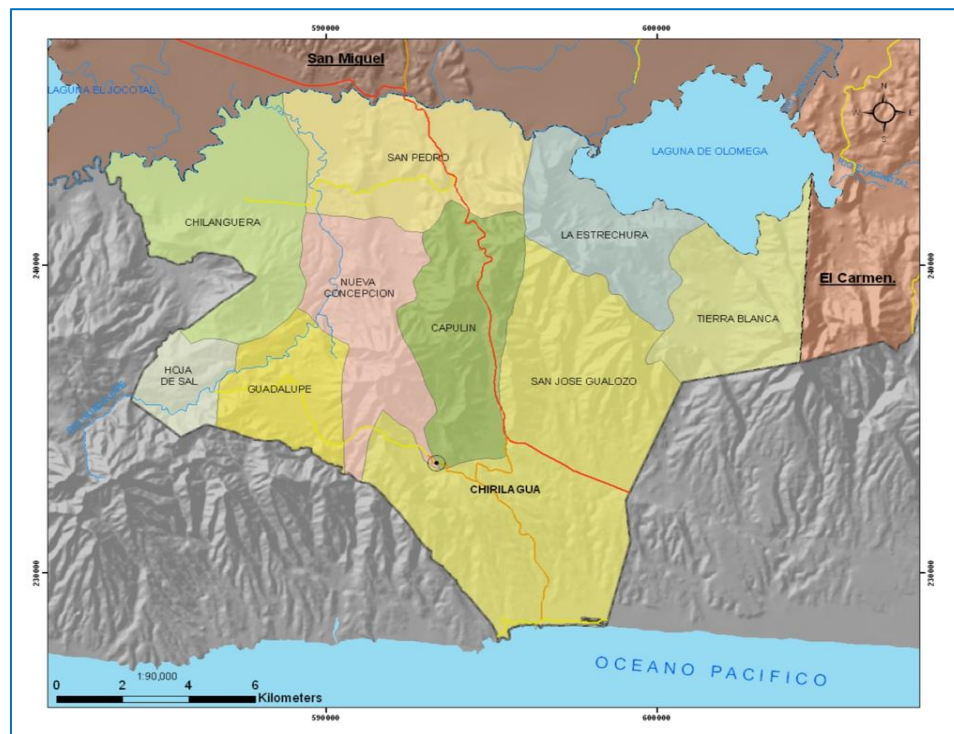 590000
600000
San Miguel
LAGUNA EL JOCOTAL
N
W
E
S
SAN PEDRO
LAGUNA DE OLOMEGA
CHILANGUERA
LA ESTRECHURA
240000
240000
NUEVA
CONCEPCION
El Carmen.
CAPULIN
TIERRA BLANCA
HOJA
DE SAL
GUADALUPE
SAN JOSE GUALOZO
CHIRILAGUA
230000
230000
OCEANO PACIFICO
1:90,000
0 2 4 6
Kilometers
590000
600000